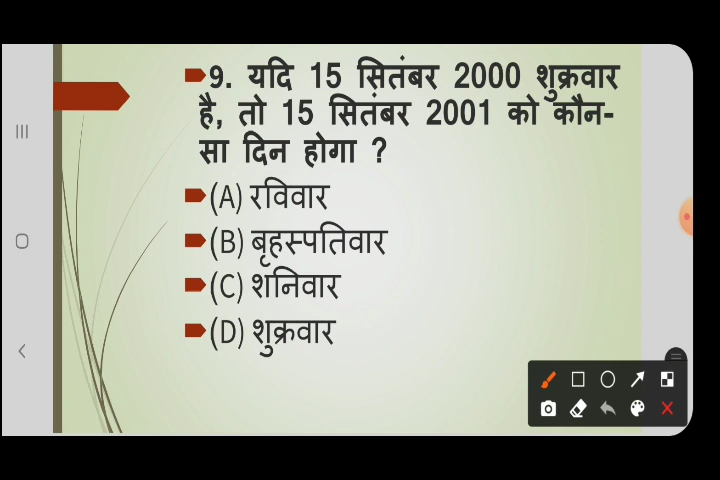 9. यदि 15 सितंबर 2000 शुक्रवार
है, तो 15 सितंबर 2001 को कौन-
सा दिन होगा ?
(A) रविवार
(B) बृहस्पतिवार
(C) शनिवार
(D) शुक्रवार